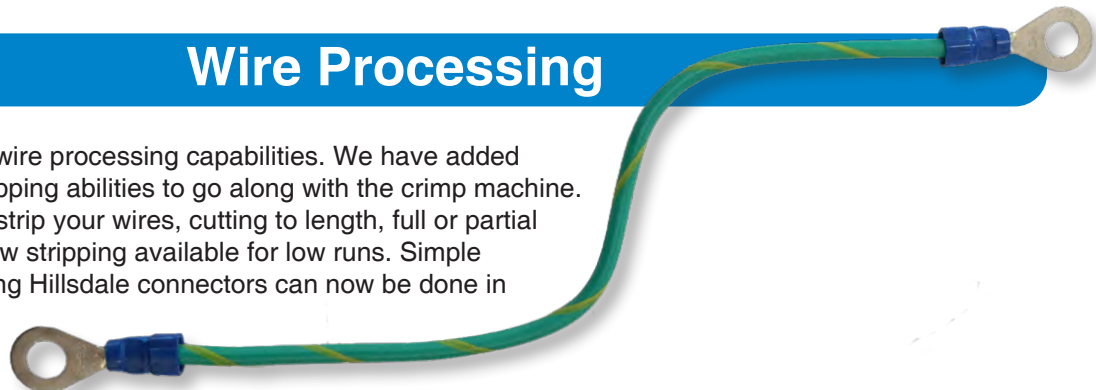 Wire Processing
wire processing capabilities. We have added
pping abilities to go along with the crimp machine.
strip your wires, cutting to length, full or partial
w stripping available for low runs. Simple
ng Hillsdale connectors can now be done in